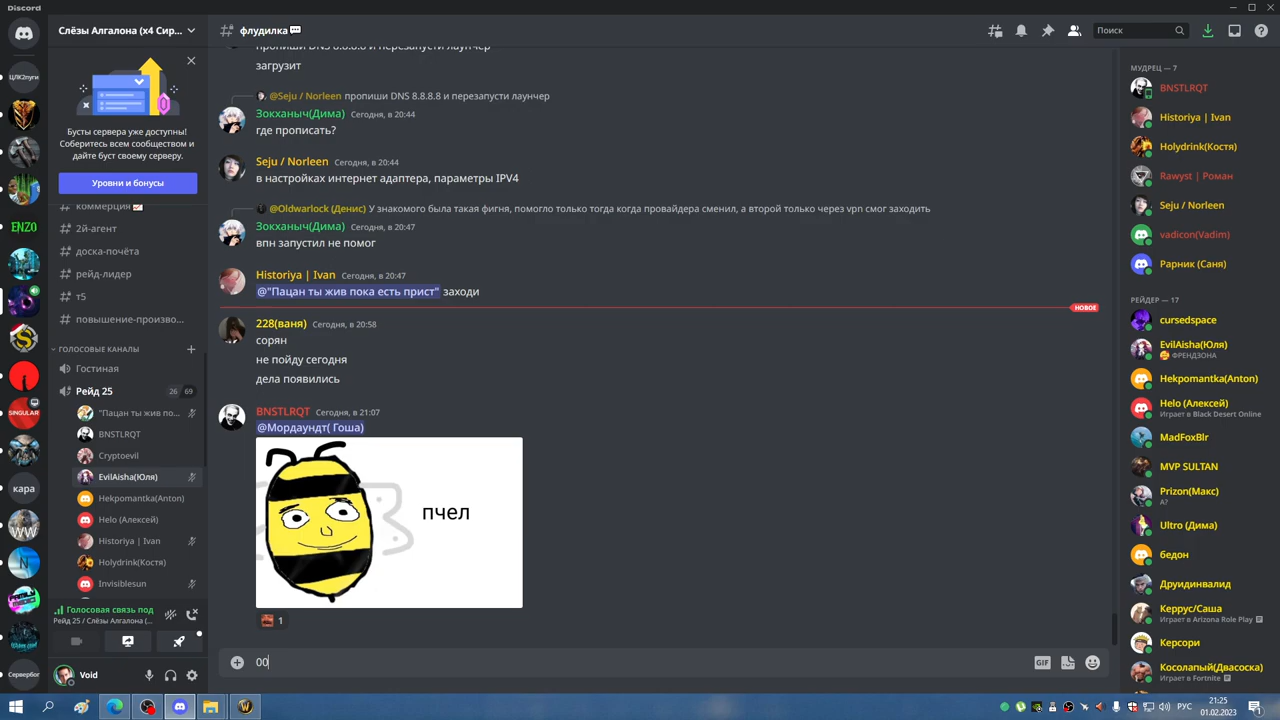 Discord
Слёзы Алгалона (x4 Сир...
флудилка
Поиск
ЦЛК2пуги
ENZO
SINGULAR
кара
WW
N
Сервербот
Бусты сервера уже доступны!
Соберитесь всем сообществом и
дайте буст своему серверу.
Уровни и бонусы
коммерция
2й-агент
доска-почёта
рейд-лидер
т5
повышение-произво...
ГОЛОСОВЫЕ КАНАЛЫ
Гостиная
Рейд 25 26 69
"Пацан ты жив по...
BNSTLRQT
Cryptoevil
EvilAisha(Юля)
Hekpomantka(Anton)
Helo (Алексей)
Historiya | Ivan
Holydrink(Костя)
Invisiblesun
Голосовая связь под
Рейд 25 / Слёзы Алгалона (...
Void
пропиши DNS 8.8.8.8 и перезапусти лаунчер
загрузит
@Seju / Norleen пропиши DNS 8.8.8.8 и перезапусти лаунчер
Зокханыч(Дима) Сегодня, в 20:44
где прописать?
Seju / Norleen Сегодня, в 20:44
в настройках интернет адаптера, параметры IPV4
@Oldwarlock (Денис) У знакомого была такая фигня, помогло только тогда когда провайдера сменил, а второй только через vpn смог заходить
Зокханыч(Дима) Сегодня, в 20:47
впн запустил не помог
Historiya | Ivan Сегодня, в 20:47
@"Пацан ты жив пока есть прист" заходи
НОВОЕ
228(ваня) Сегодня, в 20:58
сорян
не пойду сегодня
дела появились
BNSTLRQT Сегодня, в 21:07
@Мордаундт( Гоша)
пчел
1
00
GIF
МУДРЕЦ — 7
BNSTLRQT
Historiya | Ivan
Holydrink(Костя)
Rawyst | Роман
Seju / Norleen
vadicon(Vadim)
Рарник (Саня)
РЕЙДЕР — 17
cursedspace
EvilAisha(Юля)
ФРЕНДЗОНА
Hekpomantka(Anton)
Helo (Алексей)
Играет в Black Desert Online
MadFoxBlr
MVP SULTAN
Prizon(Макс)
А?
Ultro (Дима)
бедон
Друидинвалид
Керрус/Саша
Играет в Arizona Role Play
Керсори
Косолапый(Двасоска)
Играет в Fortnite
РУС
21:25
01.02.2023